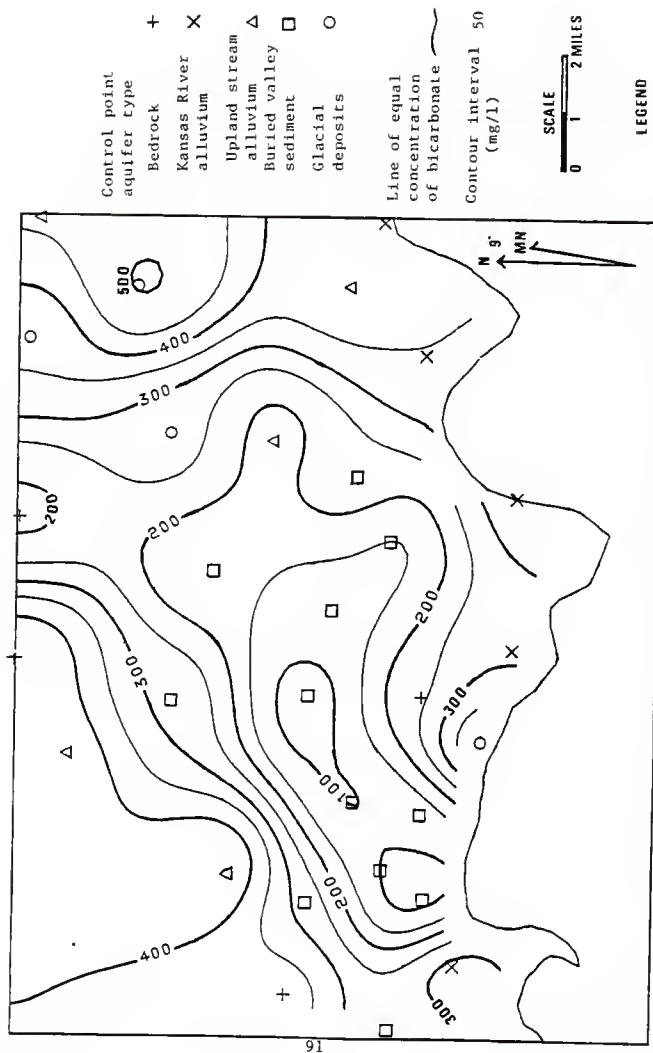 Control point
aquifer type
Bedrock +
Kansas River ×
alluvium
Upland stream
alluvium △
Buried valley □
sediment
Glacial ○
deposits
Line of equal
concentration
of bicarbonate
Contour interval 50
(mg/l)
SCALE
0 1 2 MILES
LEGEND
500
400
300
200
200
300
400
100
200
200
300
300
N
9°
MN
91